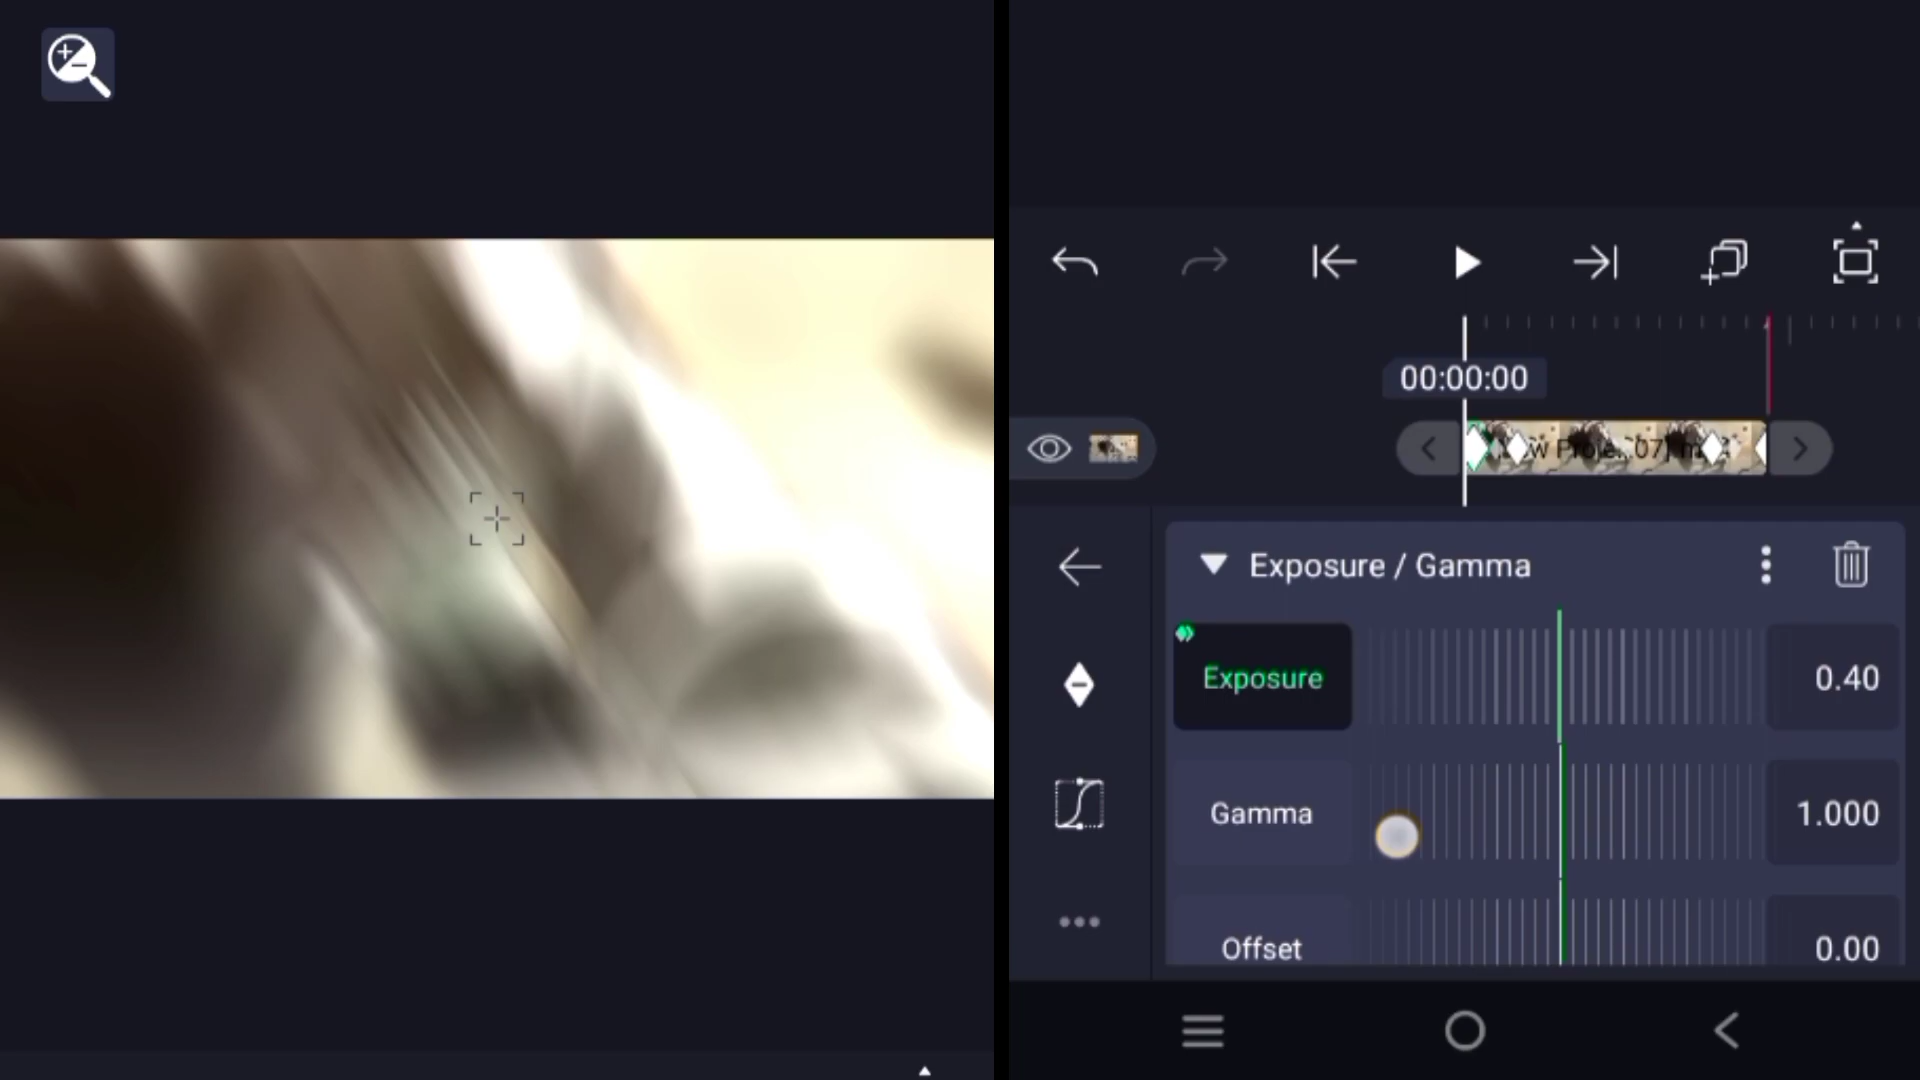 00:00:00
Exposure / Gamma
Exposure
0.40
Gamma
1.000
Offset
0.00